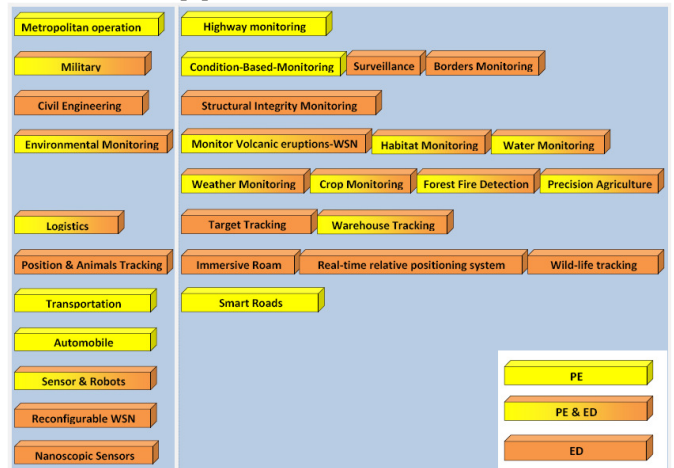 Metropolitan operation
Highway monitoring
Military
Condition-Based-Monitoring
Surveillance
Borders Monitoring
Civil Engineering
Structural Integrity Monitoring
Environmental Monitoring
Monitor Volcanic eruptions-WSN
Habitat Monitoring
Water Monitoring
Weather Monitoring
Crop Monitoring
Forest Fire Detection
Precision Agriculture
Logistics
Target Tracking
Warehouse Tracking
Position & Animals Tracking
Immersive Roam
Real-time relative positioning system
Wild-life tracking
Transportation
Smart Roads
Automobile
Sensor & Robots
Reconfigurable WSN
Nanoscopic Sensors
PE
PE & ED
ED